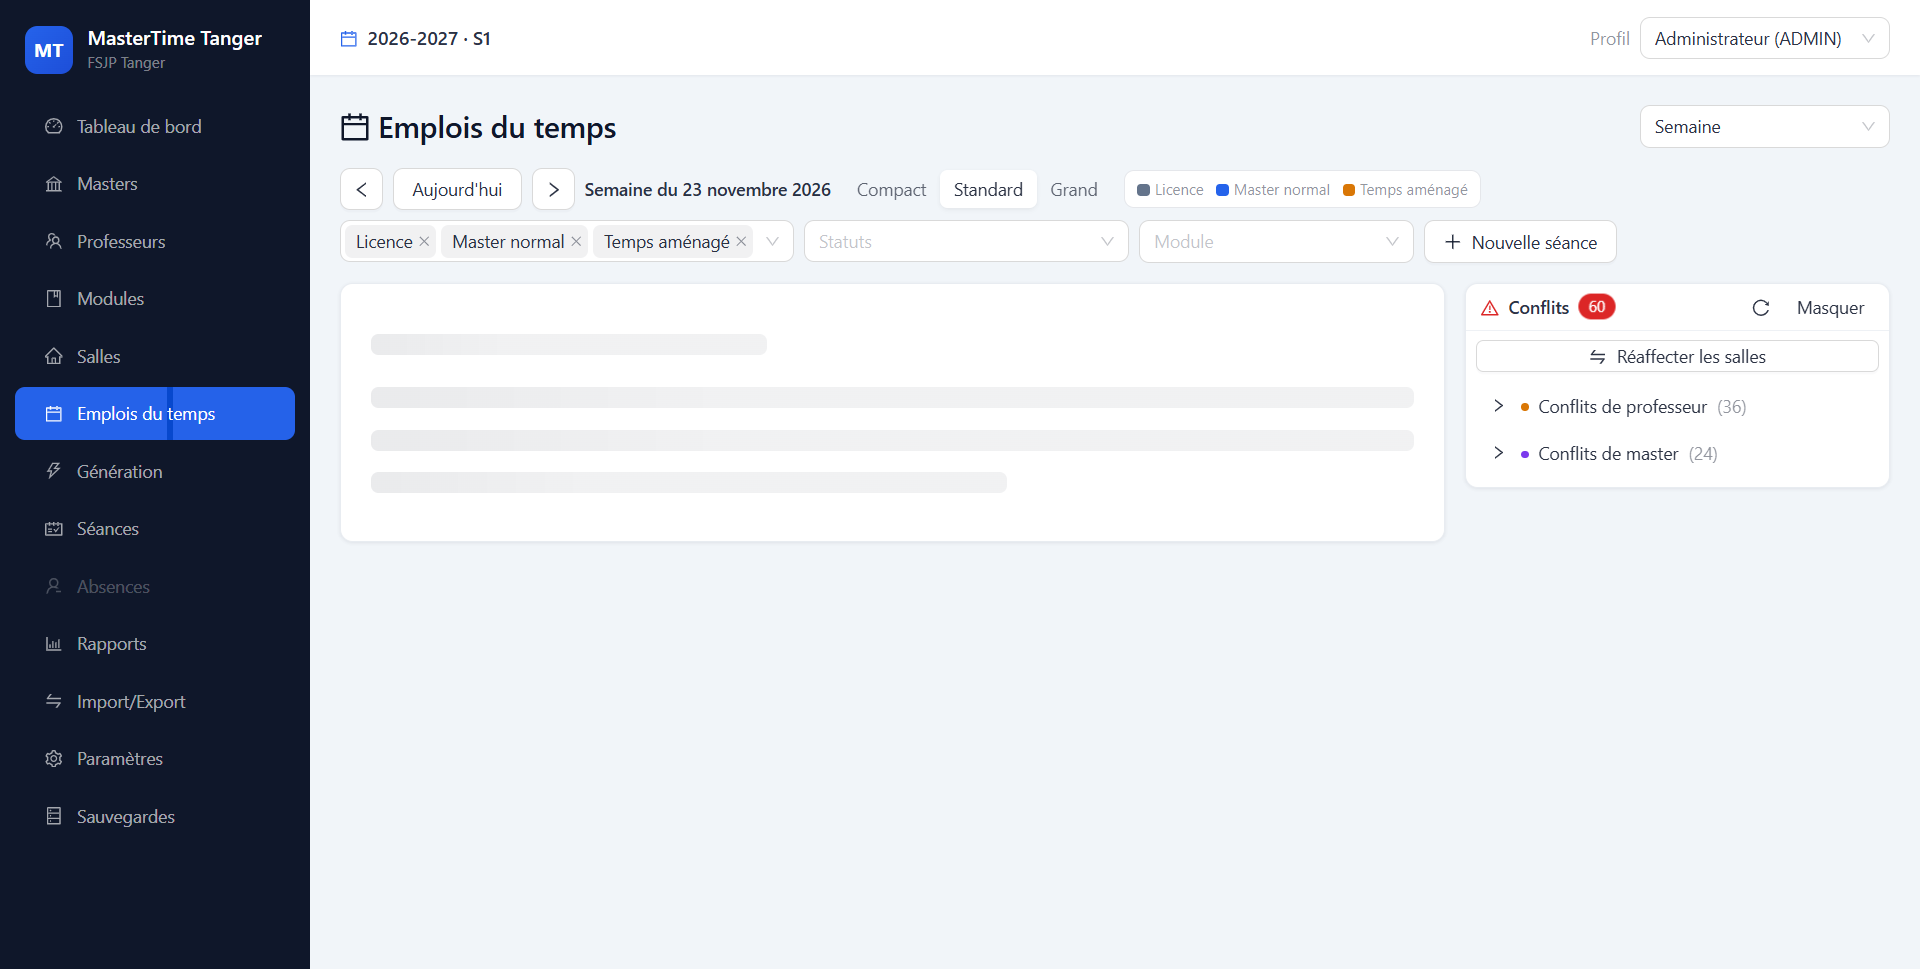 MT
MasterTime Tanger
FSJP Tanger
Tableau de bord
Masters
Professeurs
Modules
Salles
Emplois du temps
Génération
Séances
Absences
Rapports
Import/Export
Paramètres
Sauvegardes
2026-2027 · S1
Profil
Administrateur (ADMIN)
Emplois du temps
Semaine
Aujourd'hui
Semaine du 23 novembre 2026
Compact
Standard
Grand
Licence
Master normal
Temps aménagé
Licence
Master normal
Temps aménagé
Statuts
Module
Nouvelle séance
Conflits 60
Masquer
Réaffecter les salles
Conflits de professeur (36)
Conflits de master (24)